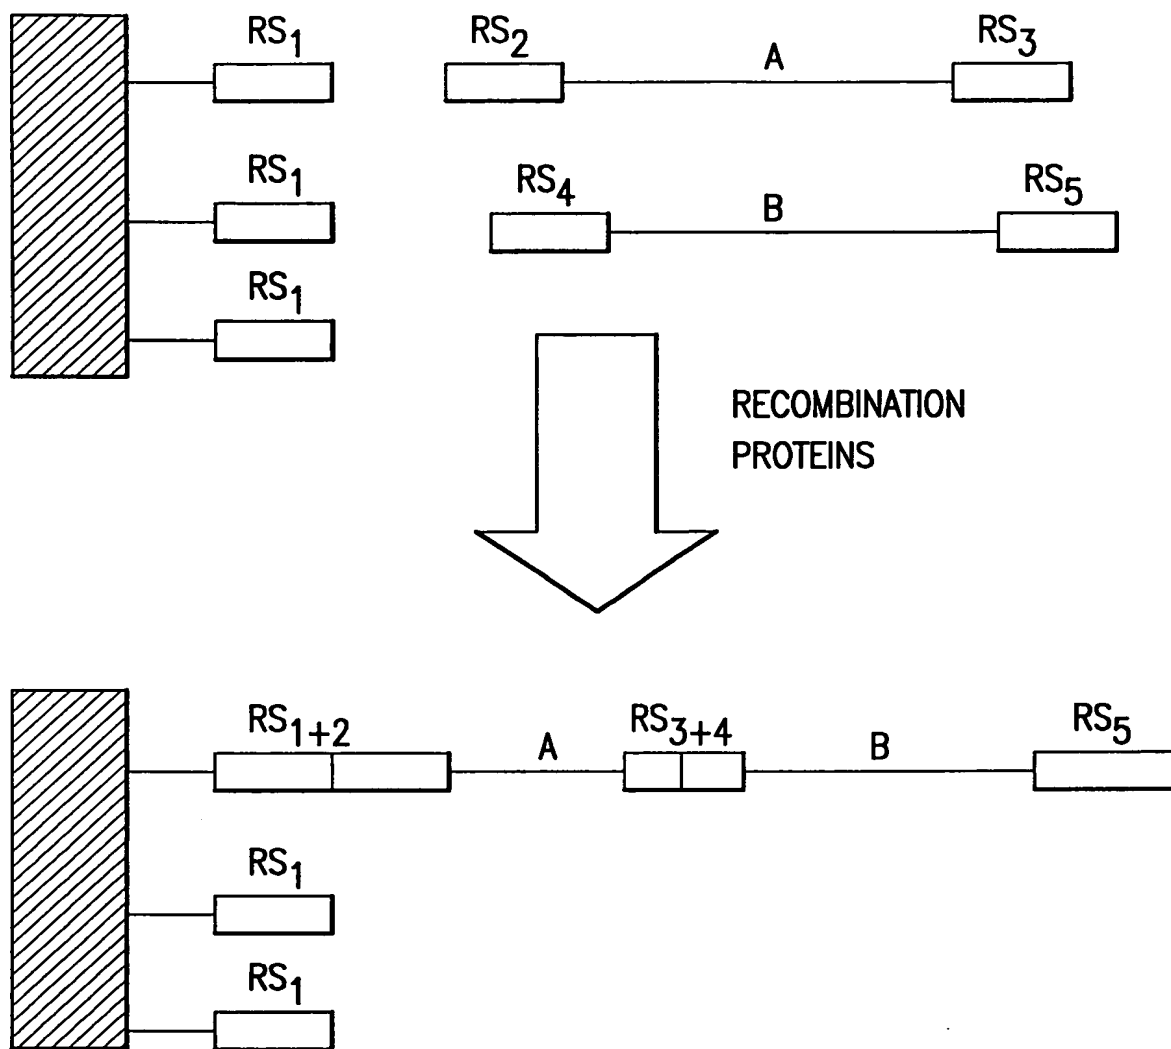 RS1 RS2 A RS3
RS1 RS4 B RS5
RS1
RECOMBINATION
PROTEINS
RS1+2 A RS3+4 B RS5
RS1
RS1